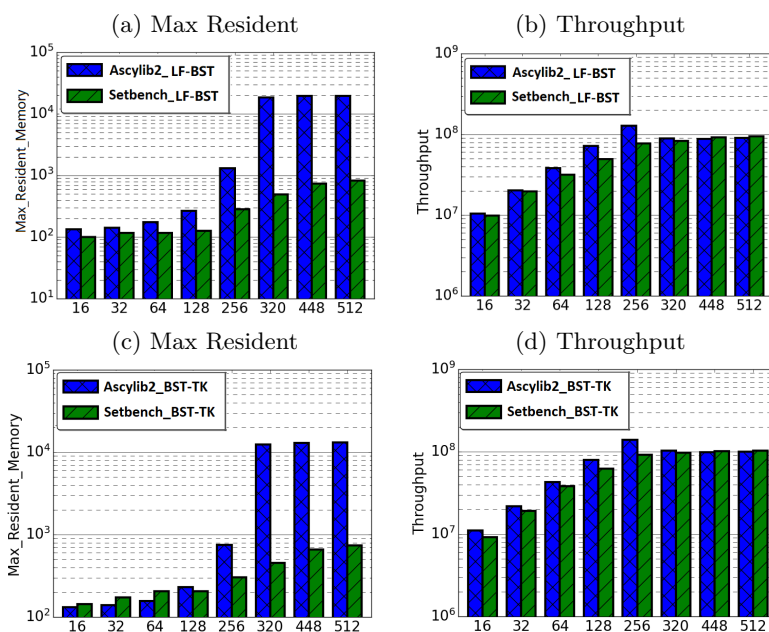 (a) Max Resident
(b) Throughput
10^5
10^4
10^3
10^2
10^1
Max_Resident_Memory
Ascylib2_ LF-BST
Setbench_LF-BST
16 32 64 128 256 320 448 512
10^9
10^8
10^7
10^6
Throughput
Ascylib2_ LF-BST
Setbench_LF-BST
16 32 64 128 256 320 448 512
(c) Max Resident
(d) Throughput
10^5
10^4
10^3
10^2
Max_Resident_Memory
Ascylib2_BST-TK
Setbench_BST-TK
16 32 64 128 256 320 448 512
10^9
10^8
10^7
10^6
Throughput
Ascylib2_BST-TK
Setbench_BST-TK
16 32 64 128 256 320 448 512